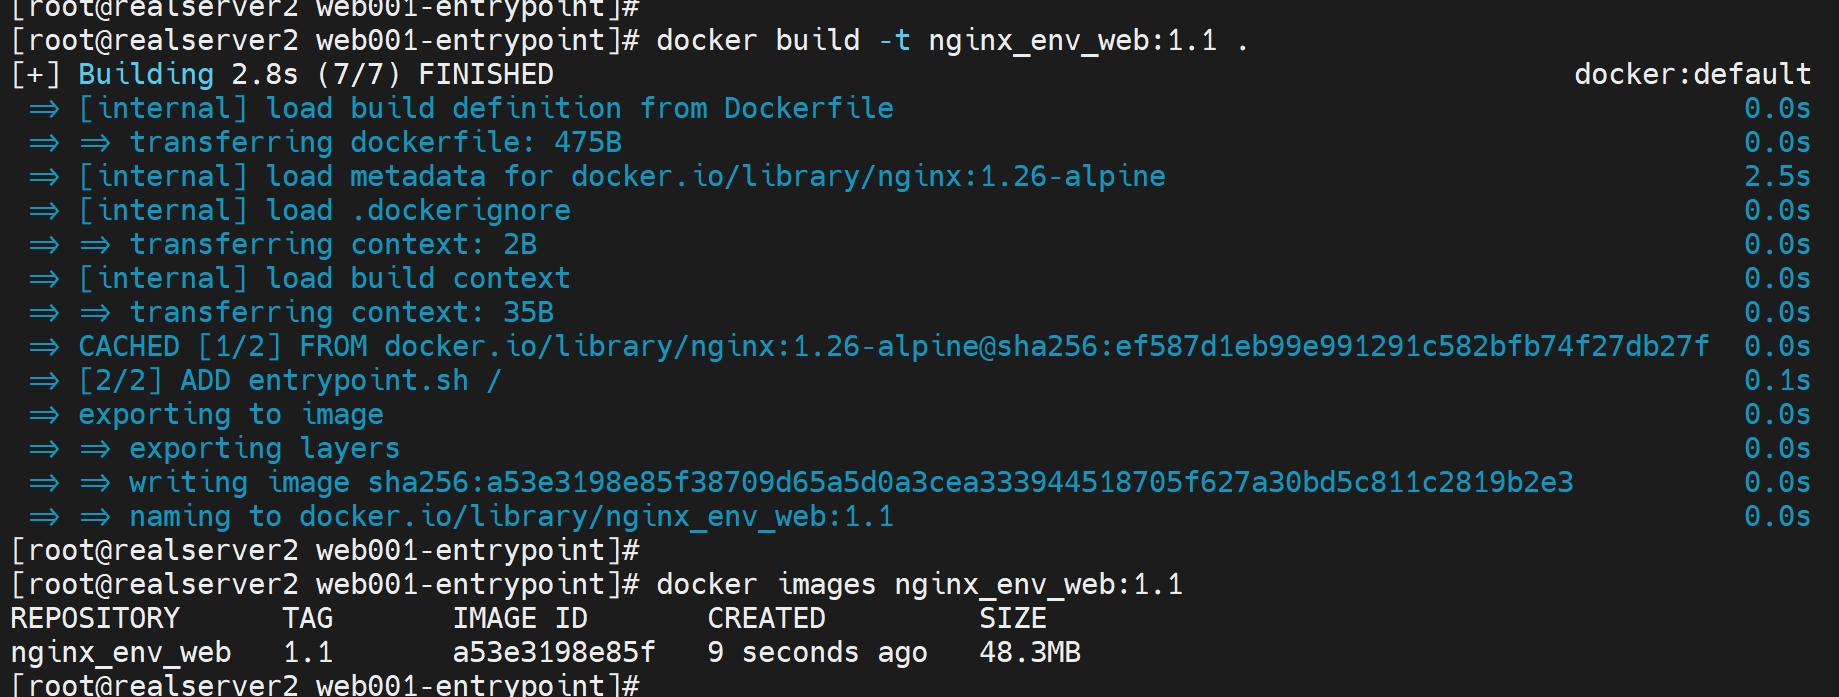 [root@realserver2 web001-entrypoint]#
[root@realserver2 web001-entrypoint]# docker build -t nginx_env_web:1.1 .
[+] Building 2.8s (7/7) FINISHED docker:default
=> [internal] load build definition from Dockerfile 0.0s
=> => transferring dockerfile: 475B 0.0s
=> [internal] load metadata for docker.io/library/nginx:1.26-alpine 2.5s
=> [internal] load .dockerignore 0.0s
=> => transferring context: 2B 0.0s
=> [internal] load build context 0.0s
=> => transferring context: 35B 0.0s
=> CACHED [1/2] FROM docker.io/library/nginx:1.26-alpine@sha256:ef587d1eb99e991291c582bfb74f27db27f 0.0s
=> [2/2] ADD entrypoint.sh / 0.1s
=> exporting to image 0.0s
=> => exporting layers 0.0s
=> => writing image sha256:a53e3198e85f38709d65a5d0a3cea333944518705f627a30bd5c811c2819b2e3 0.0s
=> => naming to docker.io/library/nginx_env_web:1.1 0.0s
[root@realserver2 web001-entrypoint]#
[root@realserver2 web001-entrypoint]# docker images nginx_env_web:1.1
REPOSITORY TAG IMAGE ID CREATED SIZE
nginx_env_web 1.1 a53e3198e85f 9 seconds ago 48.3MB
[root@realserver2 web001-entrypoint]#